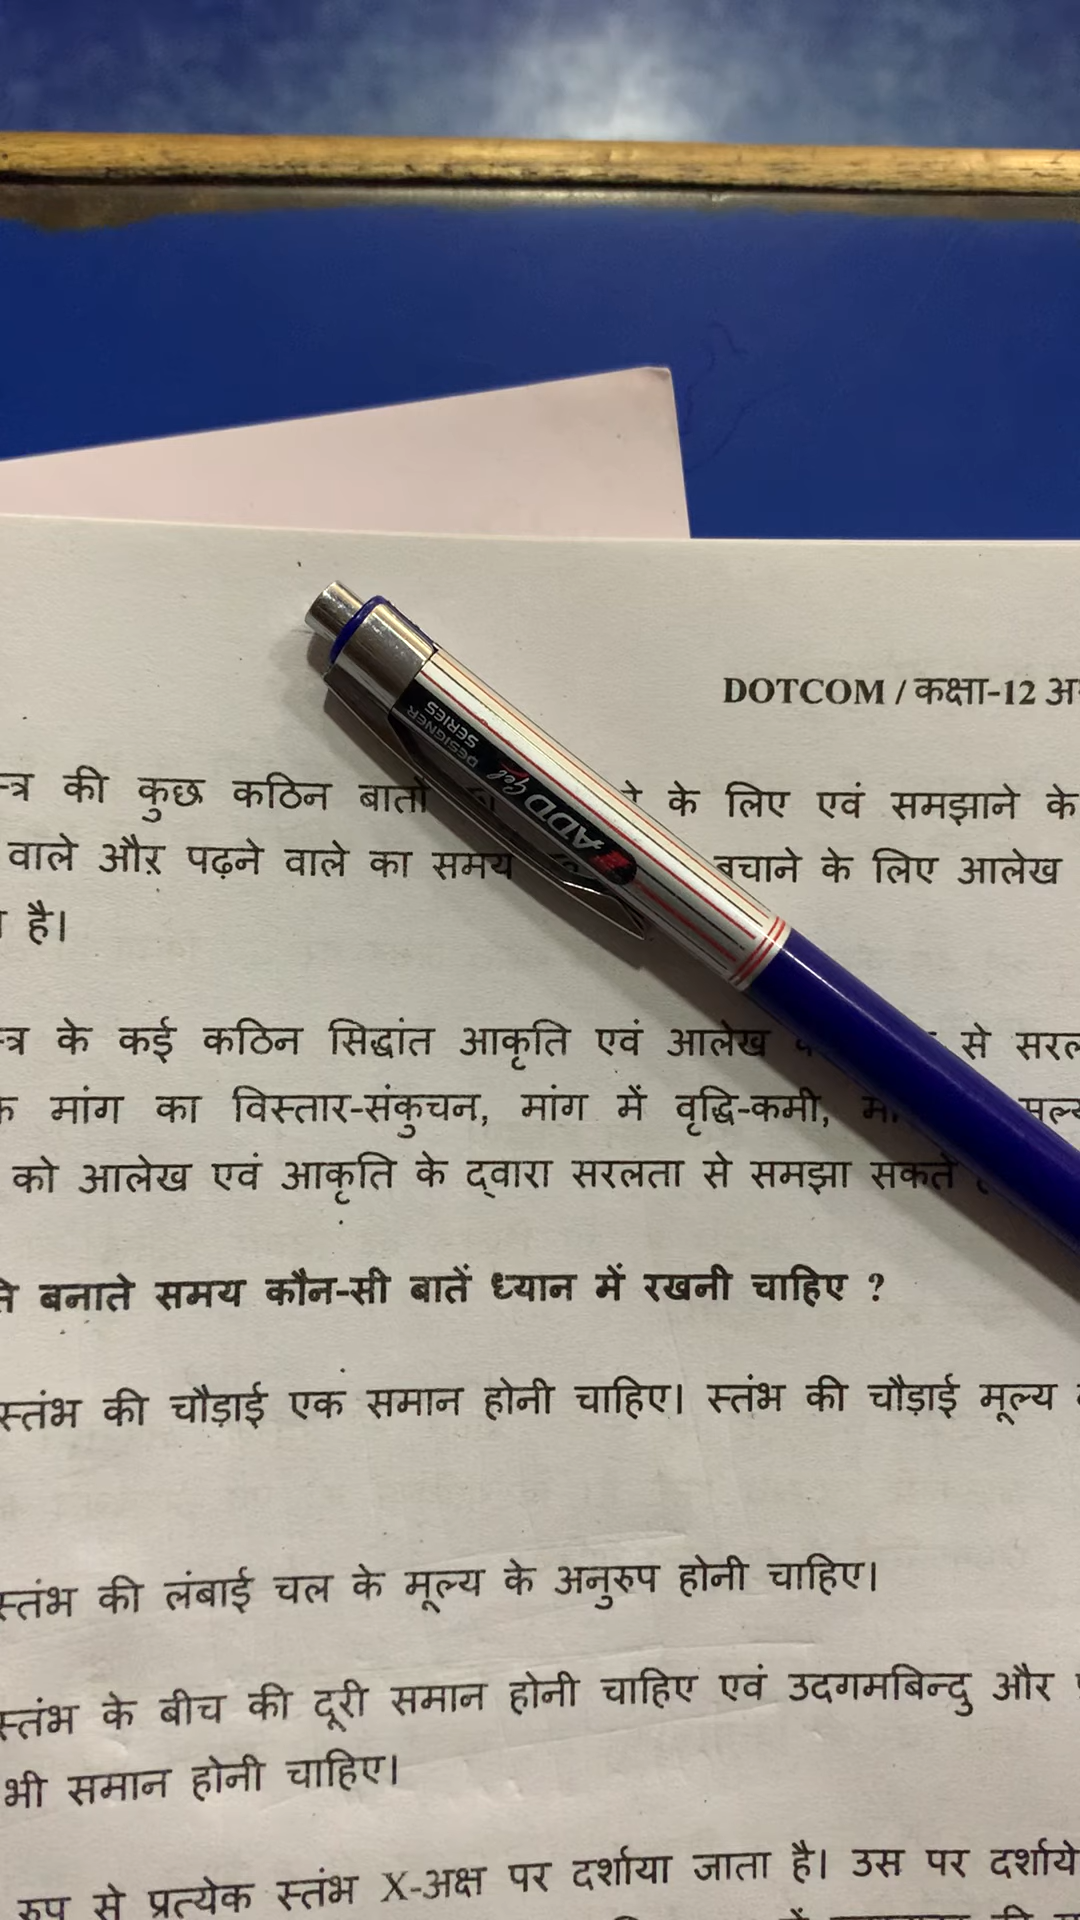 DOTCOM / कक्षा-12
DESIGNER
SERIES
ADD Gel
की कुछ कठिन बातों के लिए एवं समझाने के
वाले और पढ़ने वाले का समय बचाने के लिए आलेख
है।
के कई कठिन सिद्धांत आकृति एवं आलेख से
मांग का विस्तार-संकुचन, मांग में वृद्धि-कमी,
को आलेख एवं आकृति के द्वारा सरलता से समझा सकते
बनाते समय कौन-सी बातें ध्यान में रखनी चाहिए ?
स्तंभ की चौड़ाई एक समान होनी चाहिए। स्तंभ की चौड़ाई मूल्य
स्तंभ की लंबाई चल के मूल्य के अनुरुप होनी चाहिए।
स्तंभ के बीच की दूरी समान होनी चाहिए एवं उदगमबिन्दु और
भी समान होनी चाहिए।
रुप से प्रत्येक स्तंभ X-अक्ष पर दर्शाया जाता है। उस पर दर्शाये